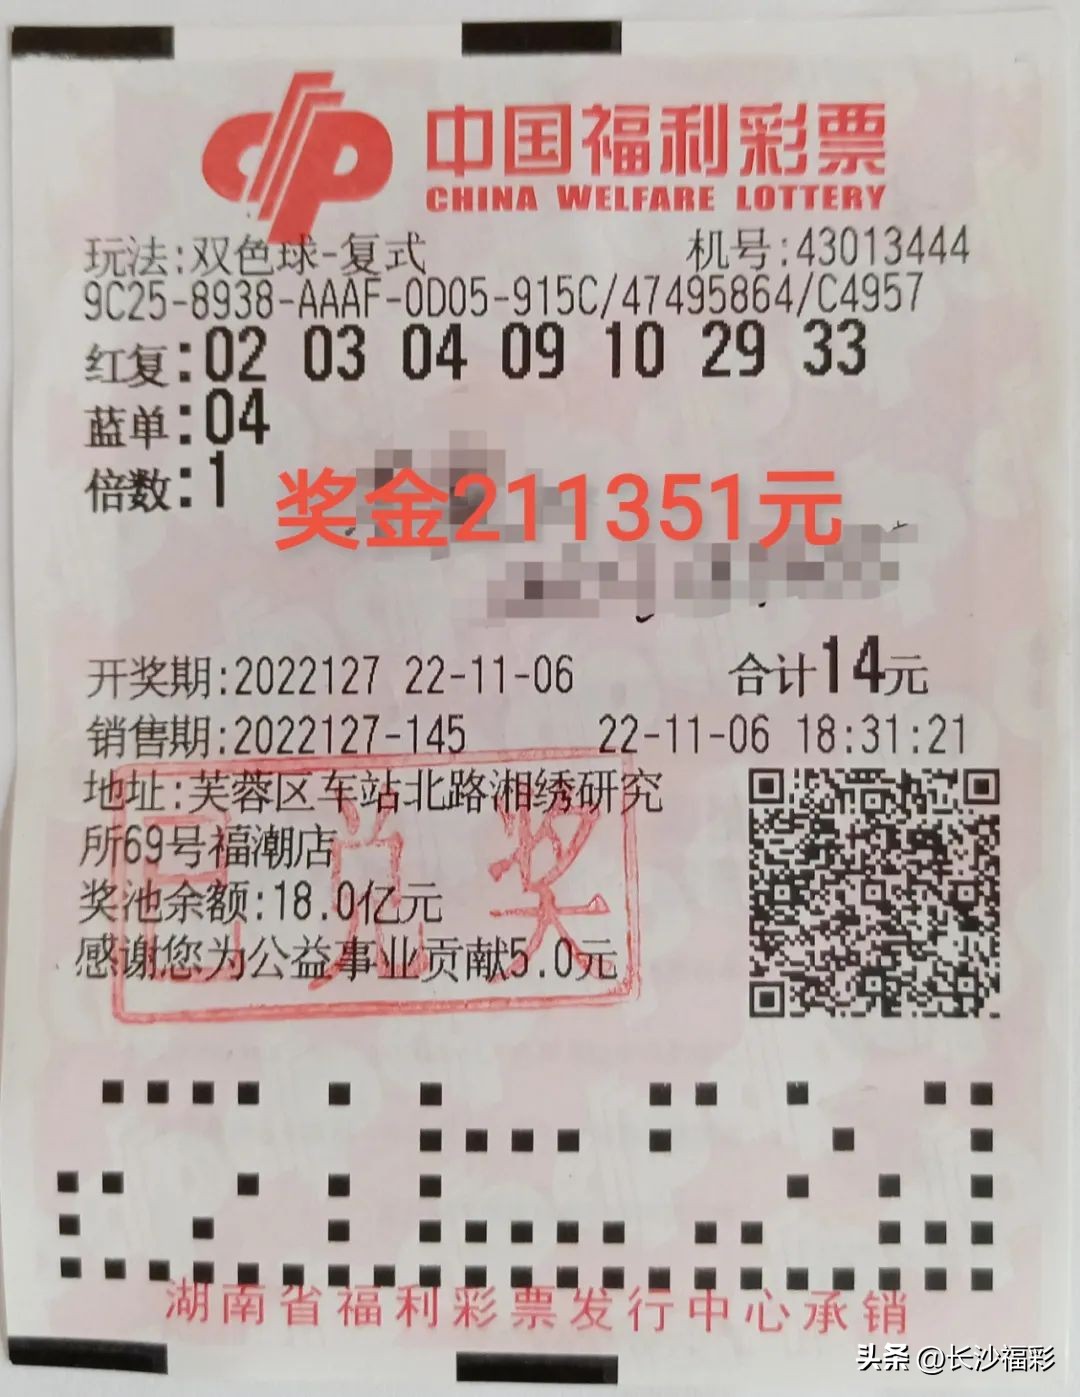 中国福利彩票
CHINA WELFARE LOTTERY
玩法:双色球-复式 机号:43013444
9C25-8938-AAAF-0D05-915C/47495864/C4957
红复:02 03 04 09 10 29 33
蓝单:04
倍数:1
奖金211351元
开奖期:2022127 22-11-06 合计14元
销售期:2022127-145 22-11-06 18:31:21
地址:芙蓉区车站北路湘绣研究
所69号福潮店
奖池余额:18.0亿元
感谢您为公益事业贡献5.0元
已兑奖
湖南省福利彩票发行中心承销
头条 @长沙福彩